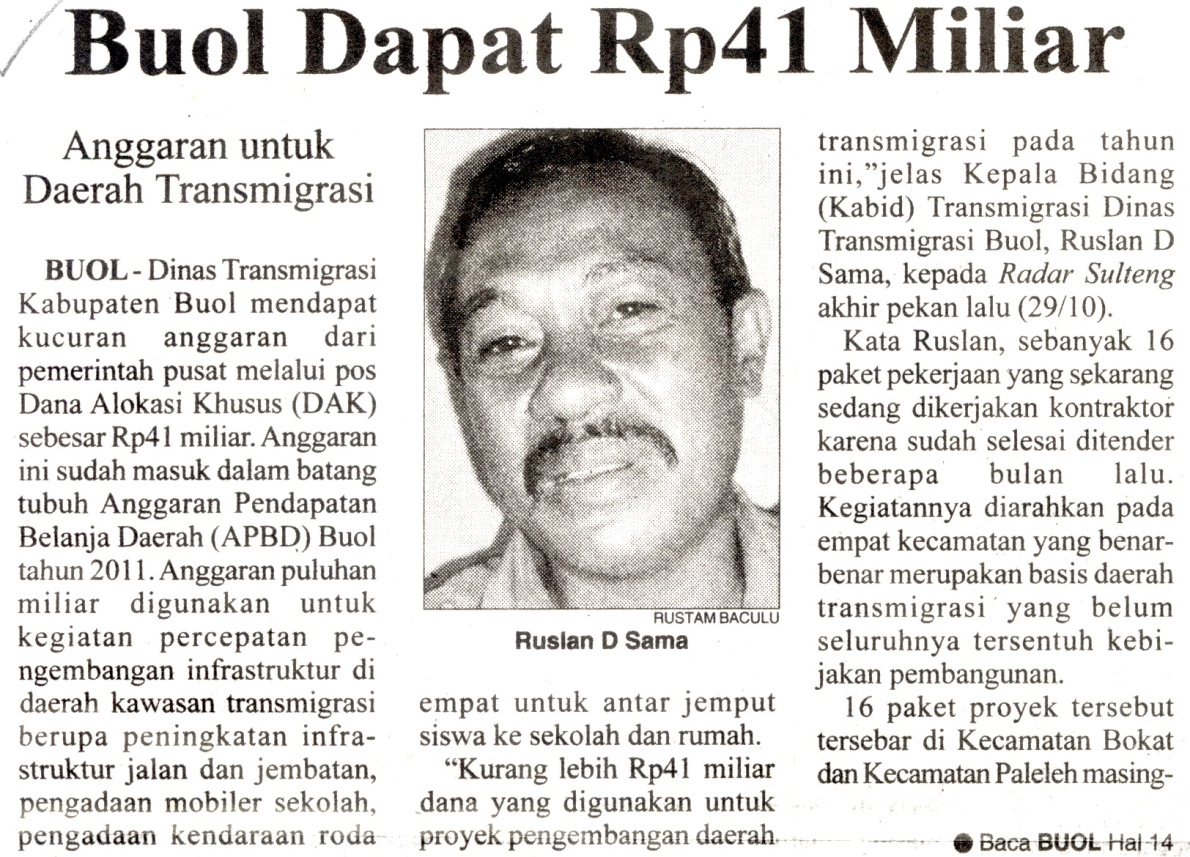 Buol Dapat Rp41 Miliar
Anggaran untuk
Daerah Transmigrasi
BUOL - Dinas Transmigrasi
Kabupaten Buol mendapat
kucuran anggaran dari
pemerintah pusat melalui pos
Dana Alokasi Khusus (DAK)
sebesar Rp41 miliar. Anggaran
ini sudah masuk dalam batang
tubuh Anggaran Pendapatan
Belanja Daerah (APBD) Buol
tahun 2011. Anggaran puluhan
miliar digunakan untuk
kegiatan percepatan pe-
ngembangan infrastruktur di
daerah kawasan transmigrasi
berupa peningkatan infra-
struktur jalan dan jembatan,
pengadaan mobiler sekolah,
pengadaan kendaraan roda
RUSTAM BACULU
Ruslan D Sama
empat untuk antar jemput
siswa ke sekolah dan rumah.
“Kurang lebih Rp41 miliar
dana yang digunakan untuk
proyek pengembangan daerah
transmigrasi pada tahun
ini,”jelas Kepala Bidang
(Kabid) Transmigrasi Dinas
Transmigrasi Buol, Ruslan D
Sama, kepada Radar Sulteng
akhir pekan lalu (29/10).
Kata Ruslan, sebanyak 16
paket pekerjaan yang sekarang
sedang dikerjakan kontraktor
karena sudah selesai ditender
beberapa bulan lalu.
Kegiatannya diarahkan pada
empat kecamatan yang benar-
benar merupakan basis daerah
transmigrasi yang belum
seluruhnya tersentuh kebi-
jakan pembangunan.
16 paket proyek tersebut
tersebar di Kecamatan Bokat
dan Kecamatan Paleleh masing-
● Baca BUOL Hal 14